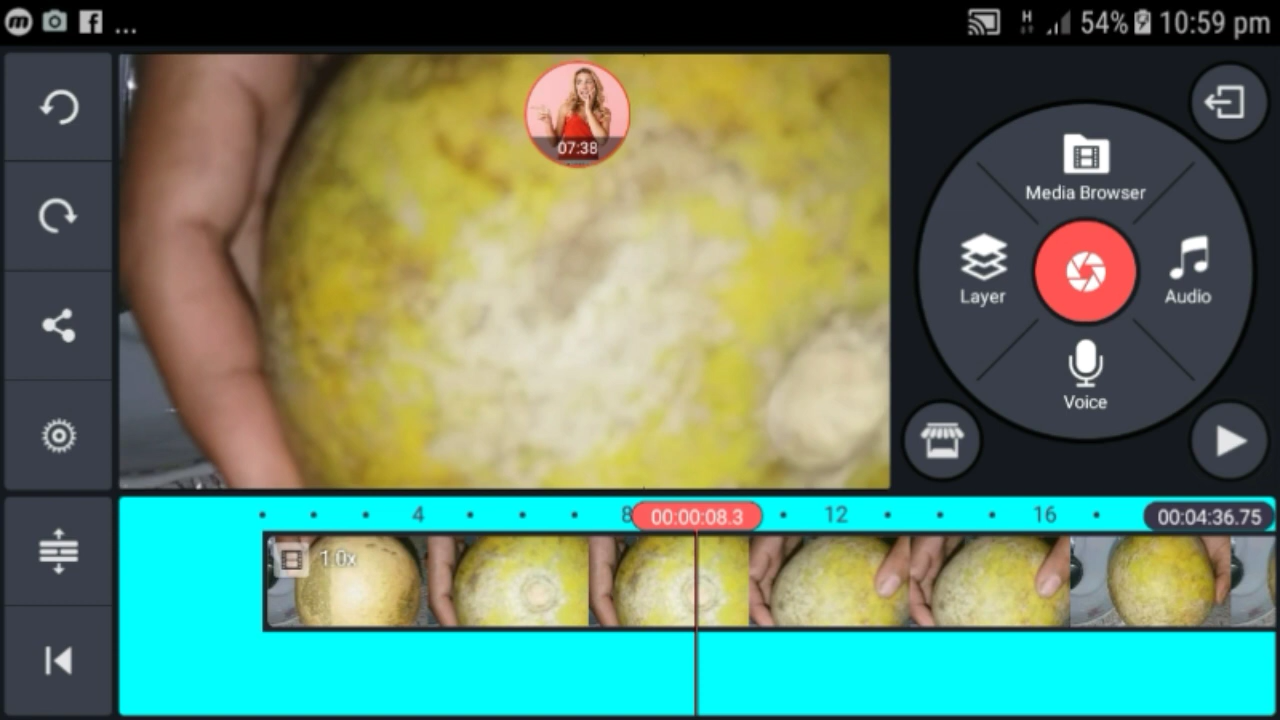 ... H 54% 10:59 pm
07:38
Media Browser
Layer
Audio
Voice
4 8 00:00:08.3 12 16 00:04:36.75
1.0x